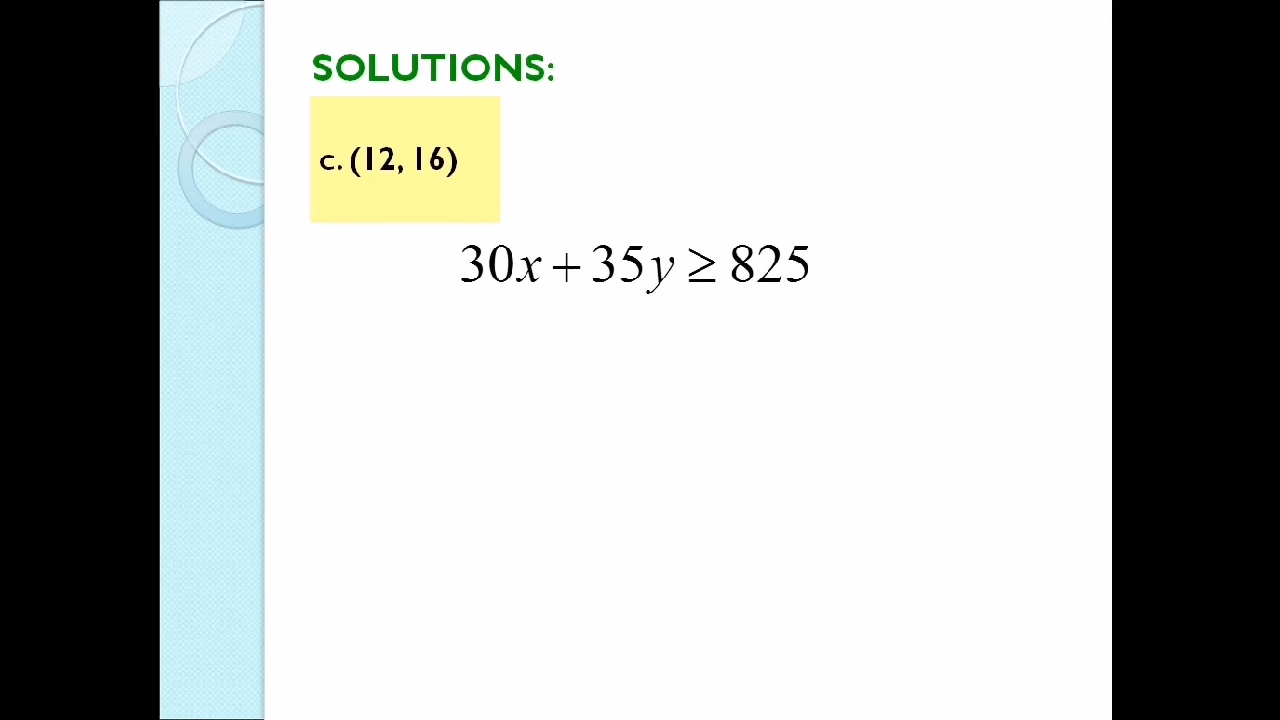 SOLUTIONS:
c. (12, 16)
30x + 35y ≥ 825